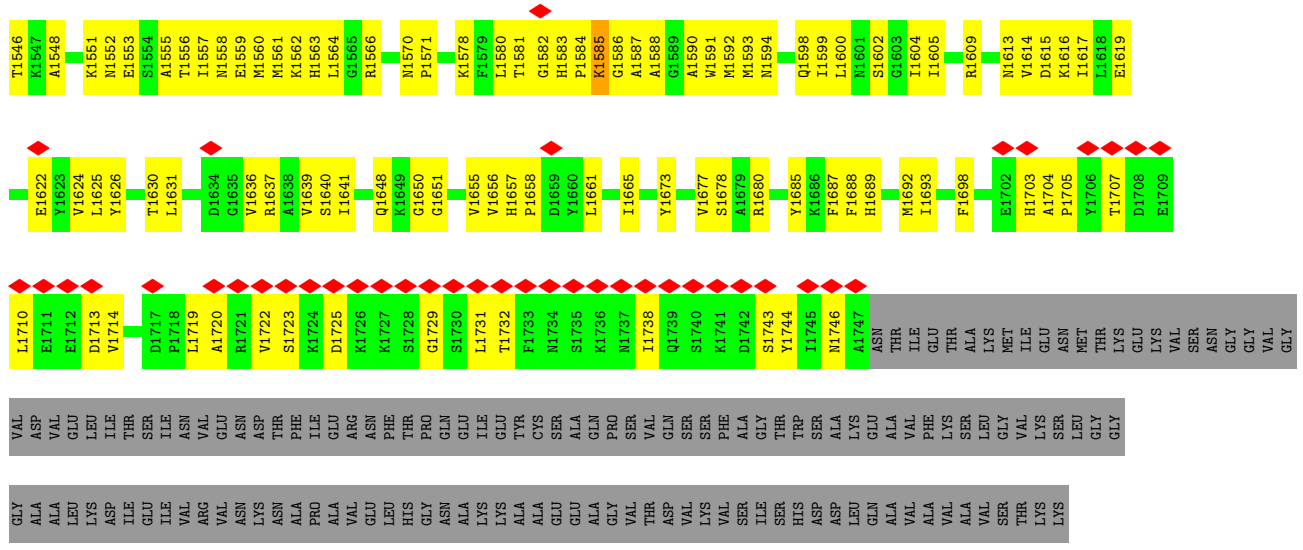 T1546 K1547 A1548 K1551 N1552 E1553 S1554 A1555 T1556 I1557 N1558 E1559 M1560 M1561 K1562 H1563 L1564 G1565 R1566 N1570 P1571 K1578 F1579 L1580 T1581 G1582 H1583 P1584 K1585 G1586 A1587 A1588 G1589 A1590 W1591 M1592 M1593 N1594 Q1598 I1599 L1600 N1601 S1602 G1603 I1604 I1605 R1609 N1613 V1614 D1615 K1616 I1617 L1618 E1619
E1622 Y1623 V1624 L1625 Y1626 T1630 L1631 D1634 G1635 V1636 R1637 A1638 V1639 S1640 I1641 Q1648 K1649 G1650 G1651 V1655 V1656 H1657 P1658 D1659 Y1660 L1661 I1665 Y1673 V1677 S1678 A1679 R1680 Y1685 K1686 F1687 F1688 H1689 M1692 I1693 F1698 E1702 H1703 A1704 P1705 Y1706 T1707 D1708 E1709
L1710 E1711 E1712 D1713 V1714 D1717 P1718 L1719 A1720 R1721 V1722 S1723 K1724 D1725 K1726 K1727 S1728 G1729 S1730 L1731 T1732 F1733 N1734 S1735 K1736 N1737 I1738 Q1739 S1740 K1741 D1742 S1743 Y1744 I1745 N1746 A1747 ASN THR ILE GLU THR ALA LYS MET ILE GLU ASN MET THR LYS GLU LYS VAL SER ASN GLY GLY VAL GLY
VAL ASP VAL GLU LEU ILE THR SER ILE ASN VAL GLU ASN ASP THR PHE ILE GLU ARG ASN PHE THR PRO GLN GLU ILE GLU TYR CYS SER ALA GLN PRO SER VAL GLN SER SER PHE ALA GLY THR TRP SER ALA LYS GLU ALA VAL PHE LYS SER LEU GLY VAL LYS SER LEU GLY GLY
GLY ALA ALA LEU LYS ASP ILE GLU ILE VAL ARG VAL ASN LYS ASN ALA PRO ALA VAL GLU LEU HIS GLY ASN ALA LYS LYS ALA ALA GLU GLU ALA GLY VAL THR ASP VAL LYS VAL SER ILE SER HIS ASP ASP LEU GLN ALA VAL ALA VAL ALA VAL SER THR LYS LYS